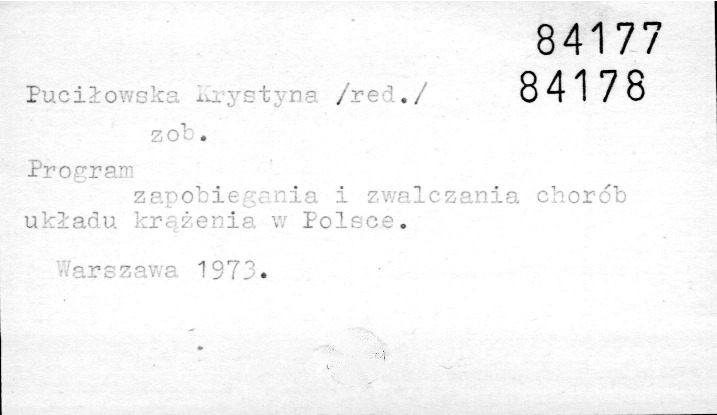 84177
84178
Puciłowska Krystyna /red./
zob.
Program
zapobiegania i zwalczania chorób
układu krążenia w Polsce.
Warszawa 1973.